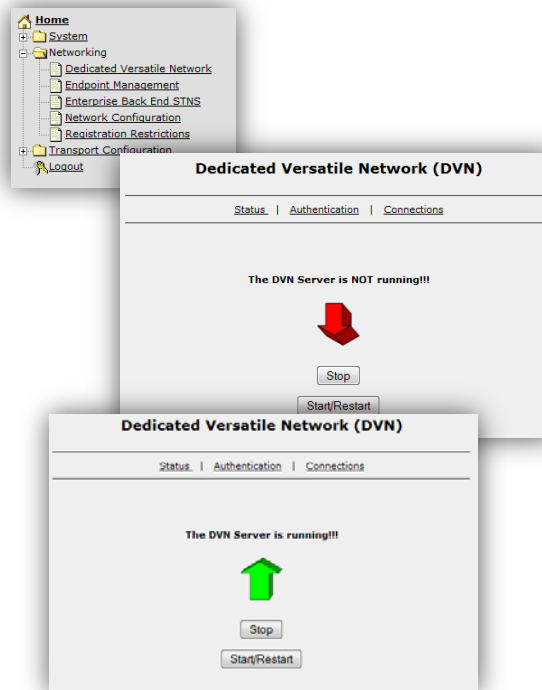 Home
System
Networking
Dedicated Versatile Network
Endpoint Management
Enterprise Back End STNS
Network Configuration
Registration Restrictions
Transport Configuration
Logout
Dedicated Versatile Network (DVN)
Status | Authentication | Connections
The DVN Server is NOT running!!!
Stop
Start/Restart
Dedicated Versatile Network (DVN)
Status | Authentication | Connections
The DVN Server is running!!!
Stop
Start/Restart